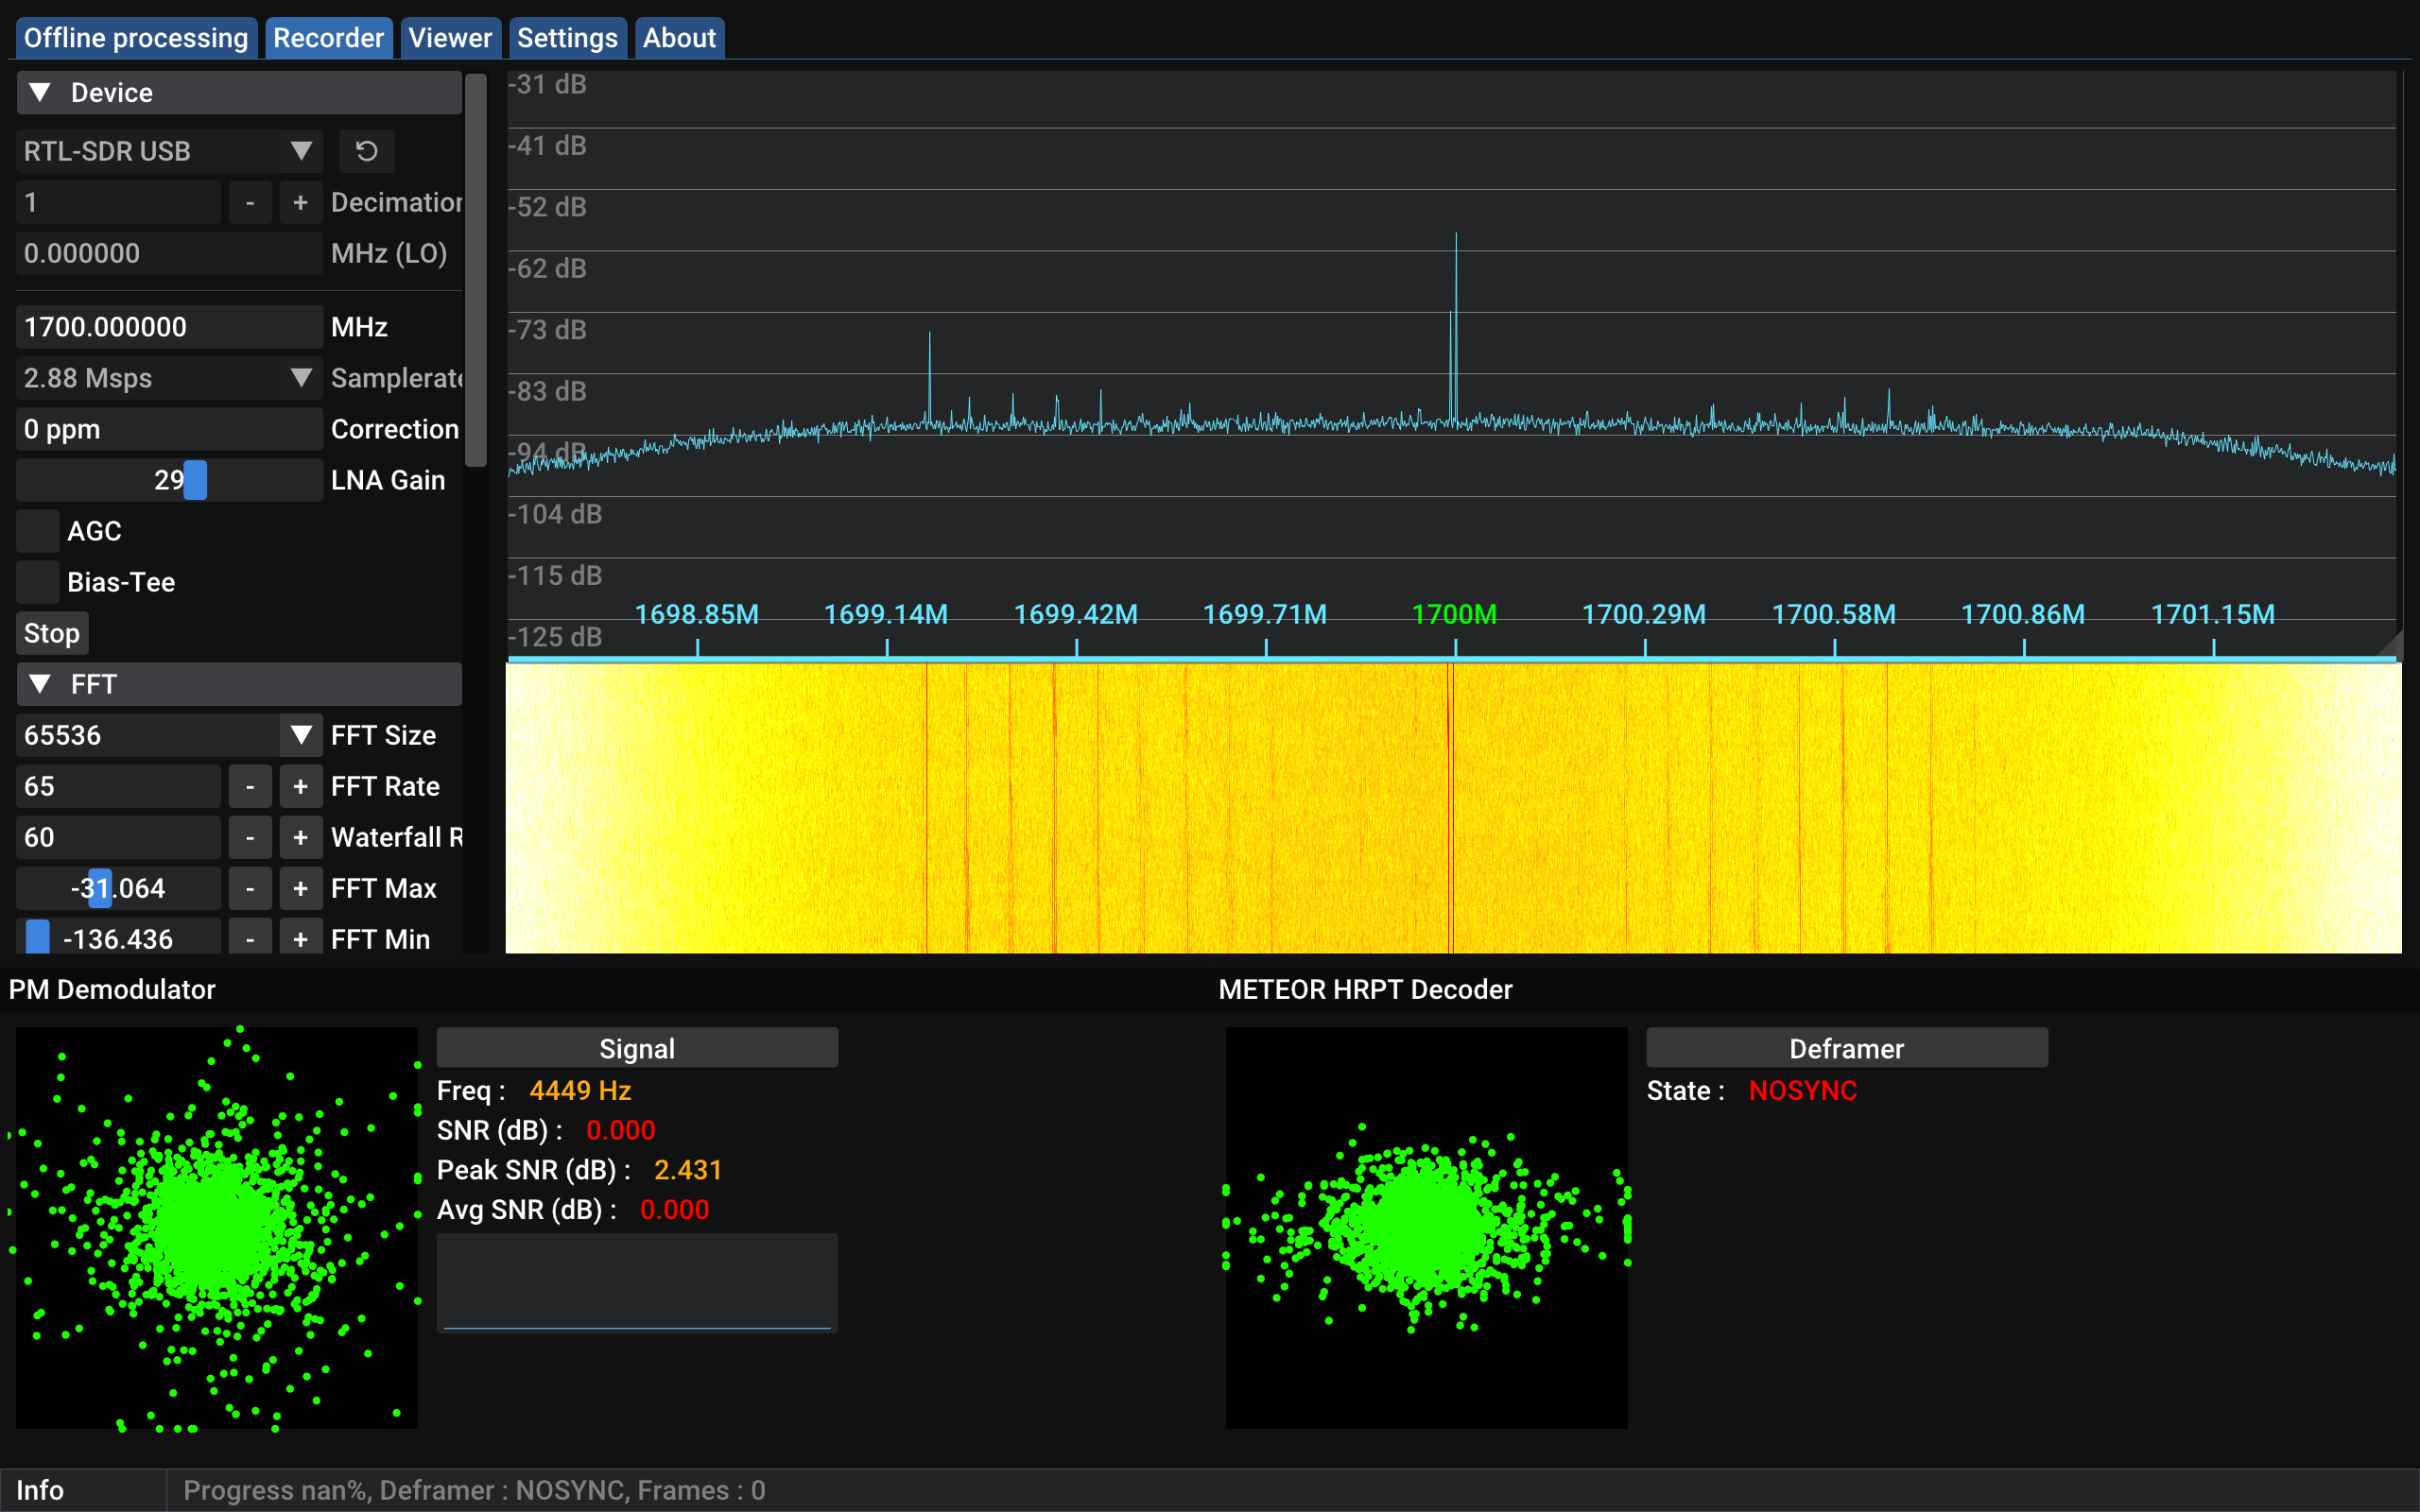 Offline processing Recorder Viewer Settings About
Device
RTL-SDR USB
1 - + Decimation
0.000000 MHz (LO)
1700.000000 MHz
2.88 Msps Samplerate
0 ppm Correction
29 LNA Gain
AGC
Bias-Tee
Stop
FFT
65536 FFT Size
65 - + FFT Rate
60 - + Waterfall R
-31.064 - + FFT Max
-136.436 - + FFT Min
-31 dB
-41 dB
-52 dB
-62 dB
-73 dB
-83 dB
-94 dB
-104 dB
-115 dB
1698.85M 1699.14M 1699.42M 1699.71M 1700M 1700.29M 1700.58M 1700.86M 1701.15M
-125 dB
PM Demodulator
Signal
Freq : 4449 Hz
SNR (dB) : 0.000
Peak SNR (dB) : 2.431
Avg SNR (dB) : 0.000
METEOR HRPT Decoder
Deframer
State : NOSYNC
Info Progress nan%, Deframer : NOSYNC, Frames : 0